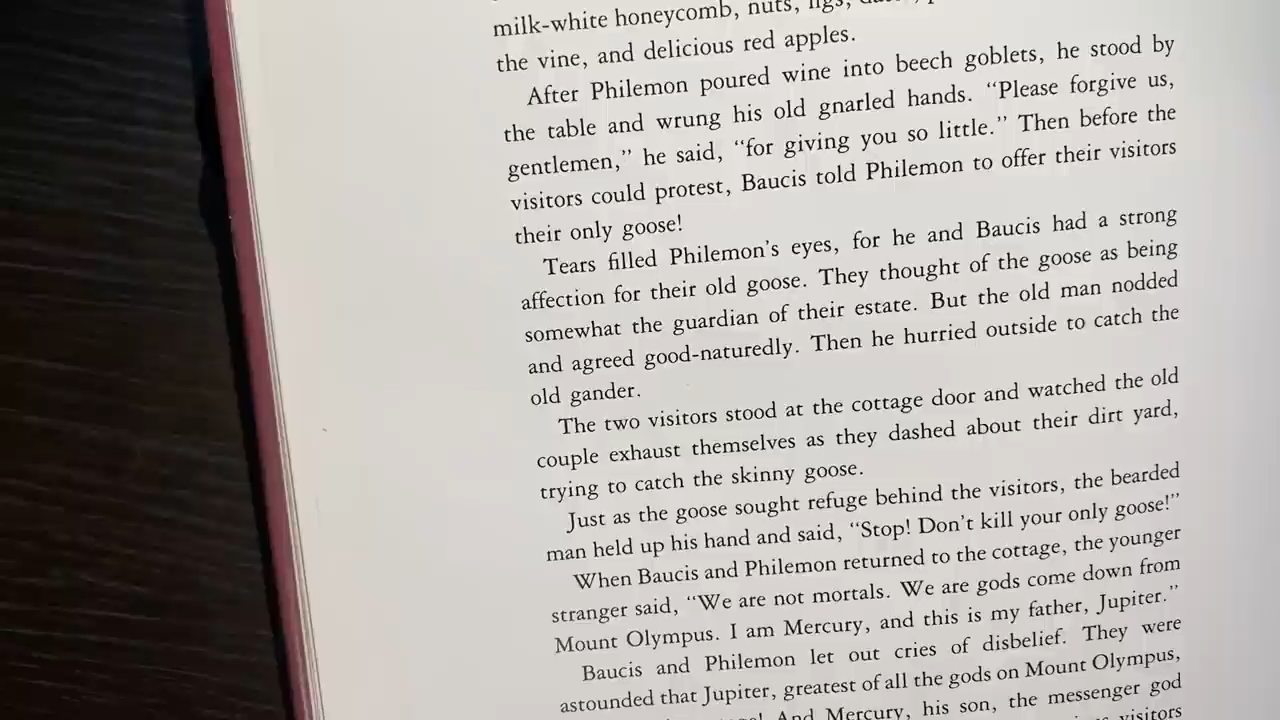 milk-white honeycomb, nuts, figs,
the vine, and delicious red apples.
After Philemon poured wine into beech goblets, he stood by
the table and wrung his old gnarled hands. “Please forgive us,
gentlemen,” he said, “for giving you so little.” Then before the
visitors could protest, Baucis told Philemon to offer their visitors
their only goose!
Tears filled Philemon’s eyes, for he and Baucis had a strong
affection for their old goose. They thought of the goose as being
somewhat the guardian of their estate. But the old man nodded
and agreed good-naturedly. Then he hurried outside to catch the
old gander.
The two visitors stood at the cottage door and watched the old
couple exhaust themselves as they dashed about their dirt yard,
trying to catch the skinny goose.
Just as the goose sought refuge behind the visitors, the bearded
man held up his hand and said, “Stop! Don’t kill your only goose!”
When Baucis and Philemon returned to the cottage, the younger
stranger said, “We are not mortals. We are gods come down from
Mount Olympus. I am Mercury, and this is my father, Jupiter.”
Baucis and Philemon let out cries of disbelief. They were
astounded that Jupiter, greatest of all the gods on Mount Olympus,
And Mercury, his son, the messenger god
visitors